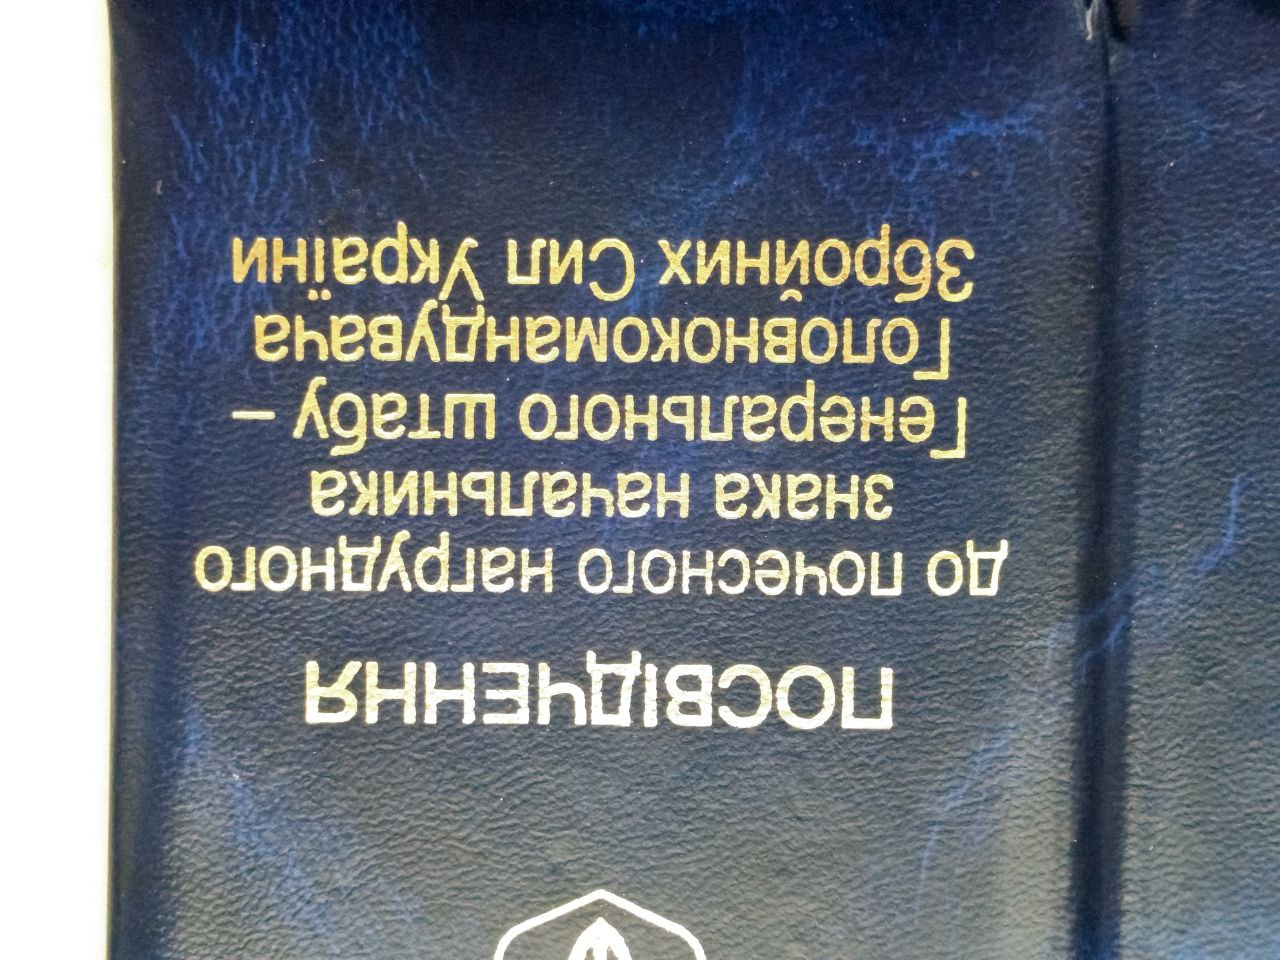 ПОСВІДЧЕННЯ
до почесного нагрудного
знака начальника
Генерального штабу –
Головнокомандувача
Збройних Сил України